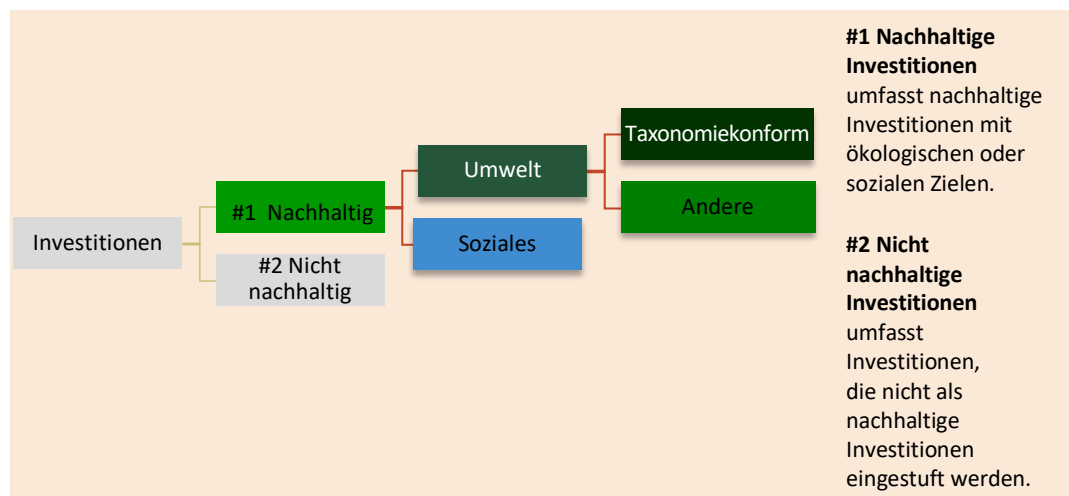 Investitionen
#1 Nachhaltig
#2 Nicht
nachhaltig
Umwelt
Soziales
Taxonomiekonform
Andere
#1 Nachhaltige
Investitionen
umfasst nachhaltige
Investitionen mit
ökologischen oder
sozialen Zielen.
#2 Nicht
nachhaltige
Investitionen
umfasst
Investitionen,
die nicht als
nachhaltige
Investitionen
eingestuft werden.